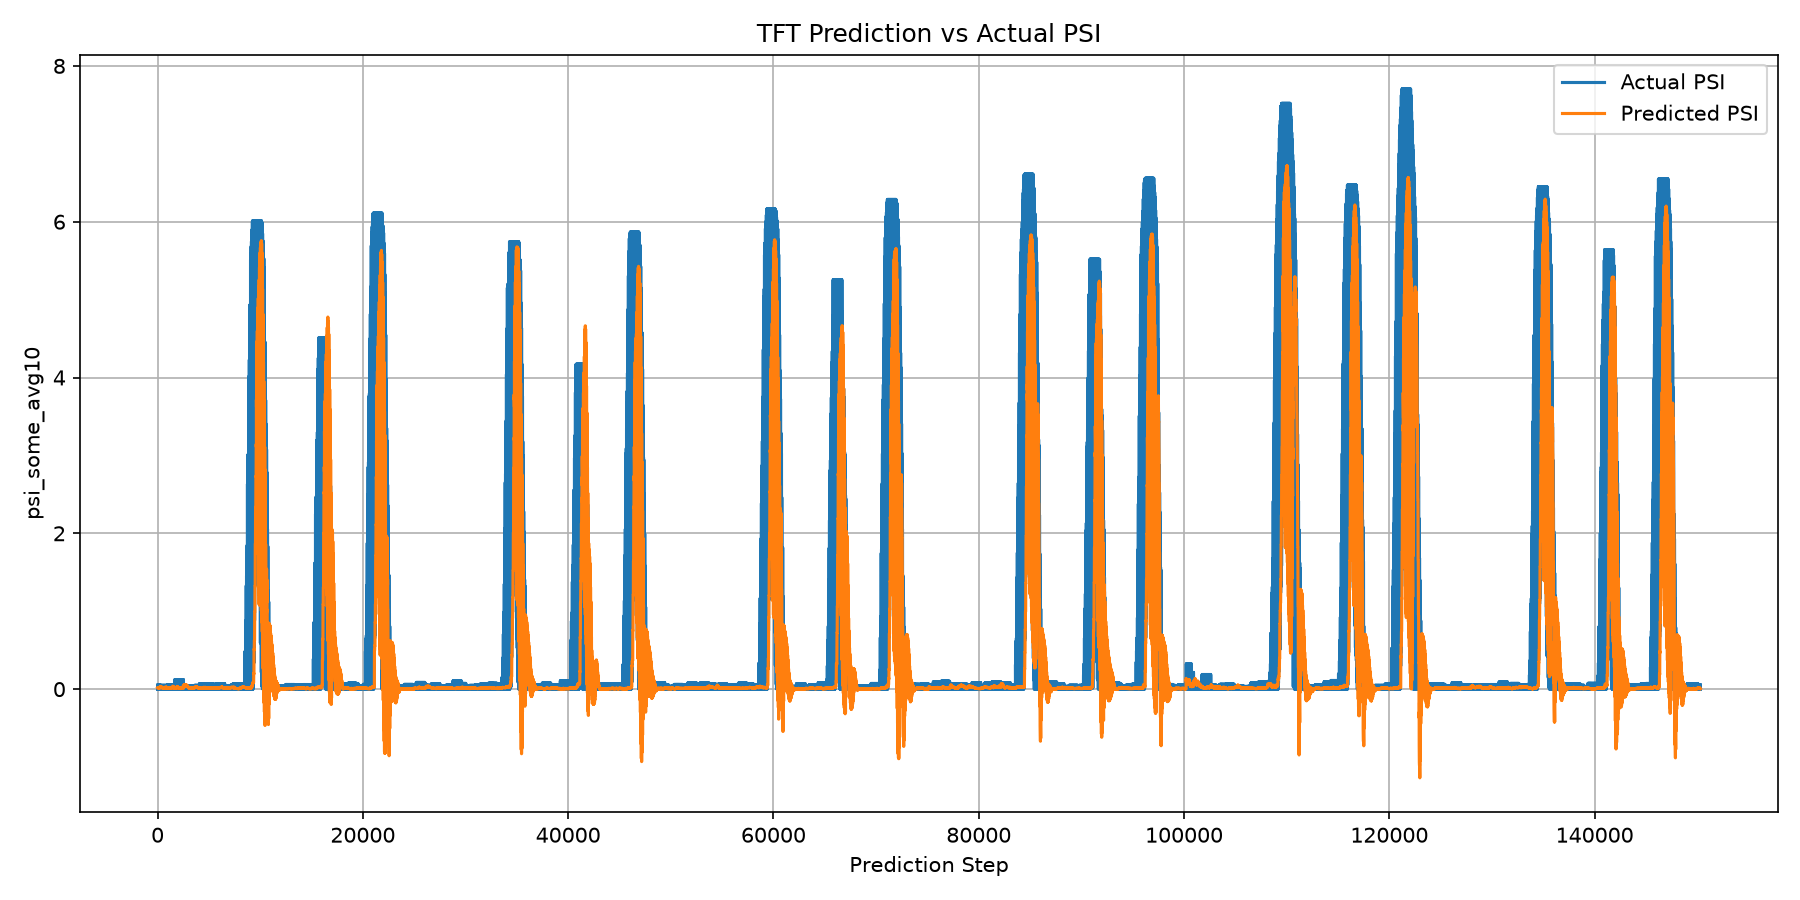 TFT Prediction vs Actual PSI
Actual PSI
Predicted PSI
psi_some_avg10
8
6
4
2
0
0
20000
40000
60000
80000
100000
120000
140000
Prediction Step